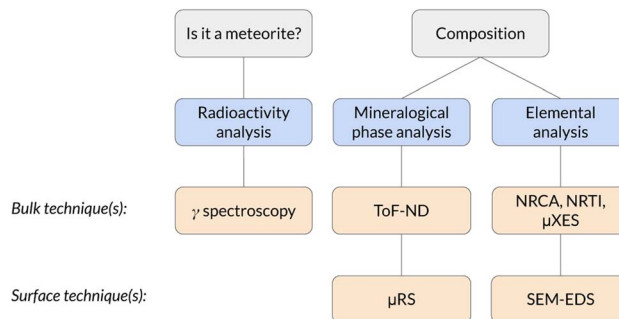 Is it a meteorite?
Composition
Radioactivity
analysis
Mineralogical
phase analysis
Elemental
analysis
Bulk technique(s):
γ spectroscopy
ToF-ND
NRCA, NRTI,
μXES
Surface technique(s):
μRS
SEM-EDS